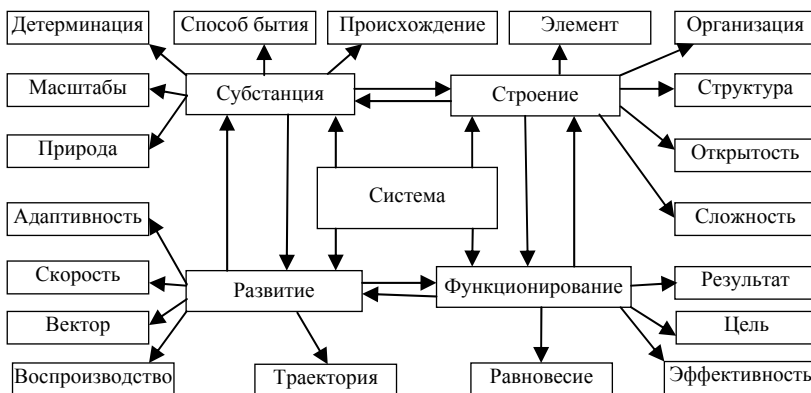 Детерминация
Способ бытия
Происхождение
Элемент
Организация
Масштабы
Субстанция
Строение
Структура
Природа
Открытость
Система
Адаптивность
Сложность
Скорость
Развитие
Функционирование
Результат
Вектор
Цель
Воспроизводство
Траектория
Равновесие
Эффективность